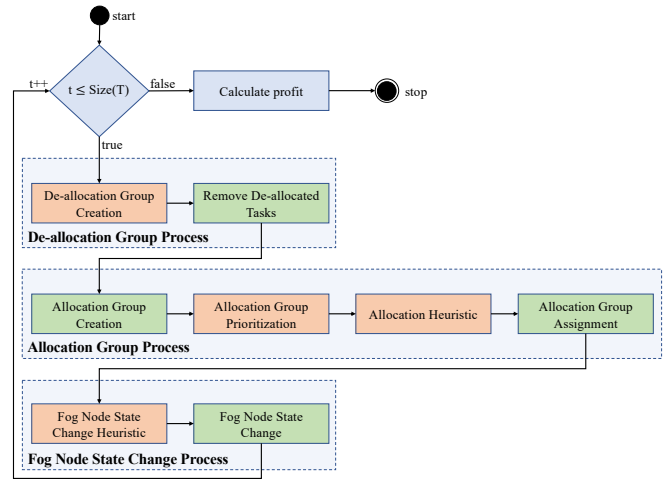 start
t++
t ≤ Size(T)
false
Calculate profit
stop
true
De-allocation Group
Creation
Remove De-allocated
Tasks
De-allocation Group Process
Allocation Group
Creation
Allocation Group
Prioritization
Allocation Heuristic
Allocation Group
Assignment
Allocation Group Process
Fog Node State
Change Heuristic
Fog Node State
Change
Fog Node State Change Process